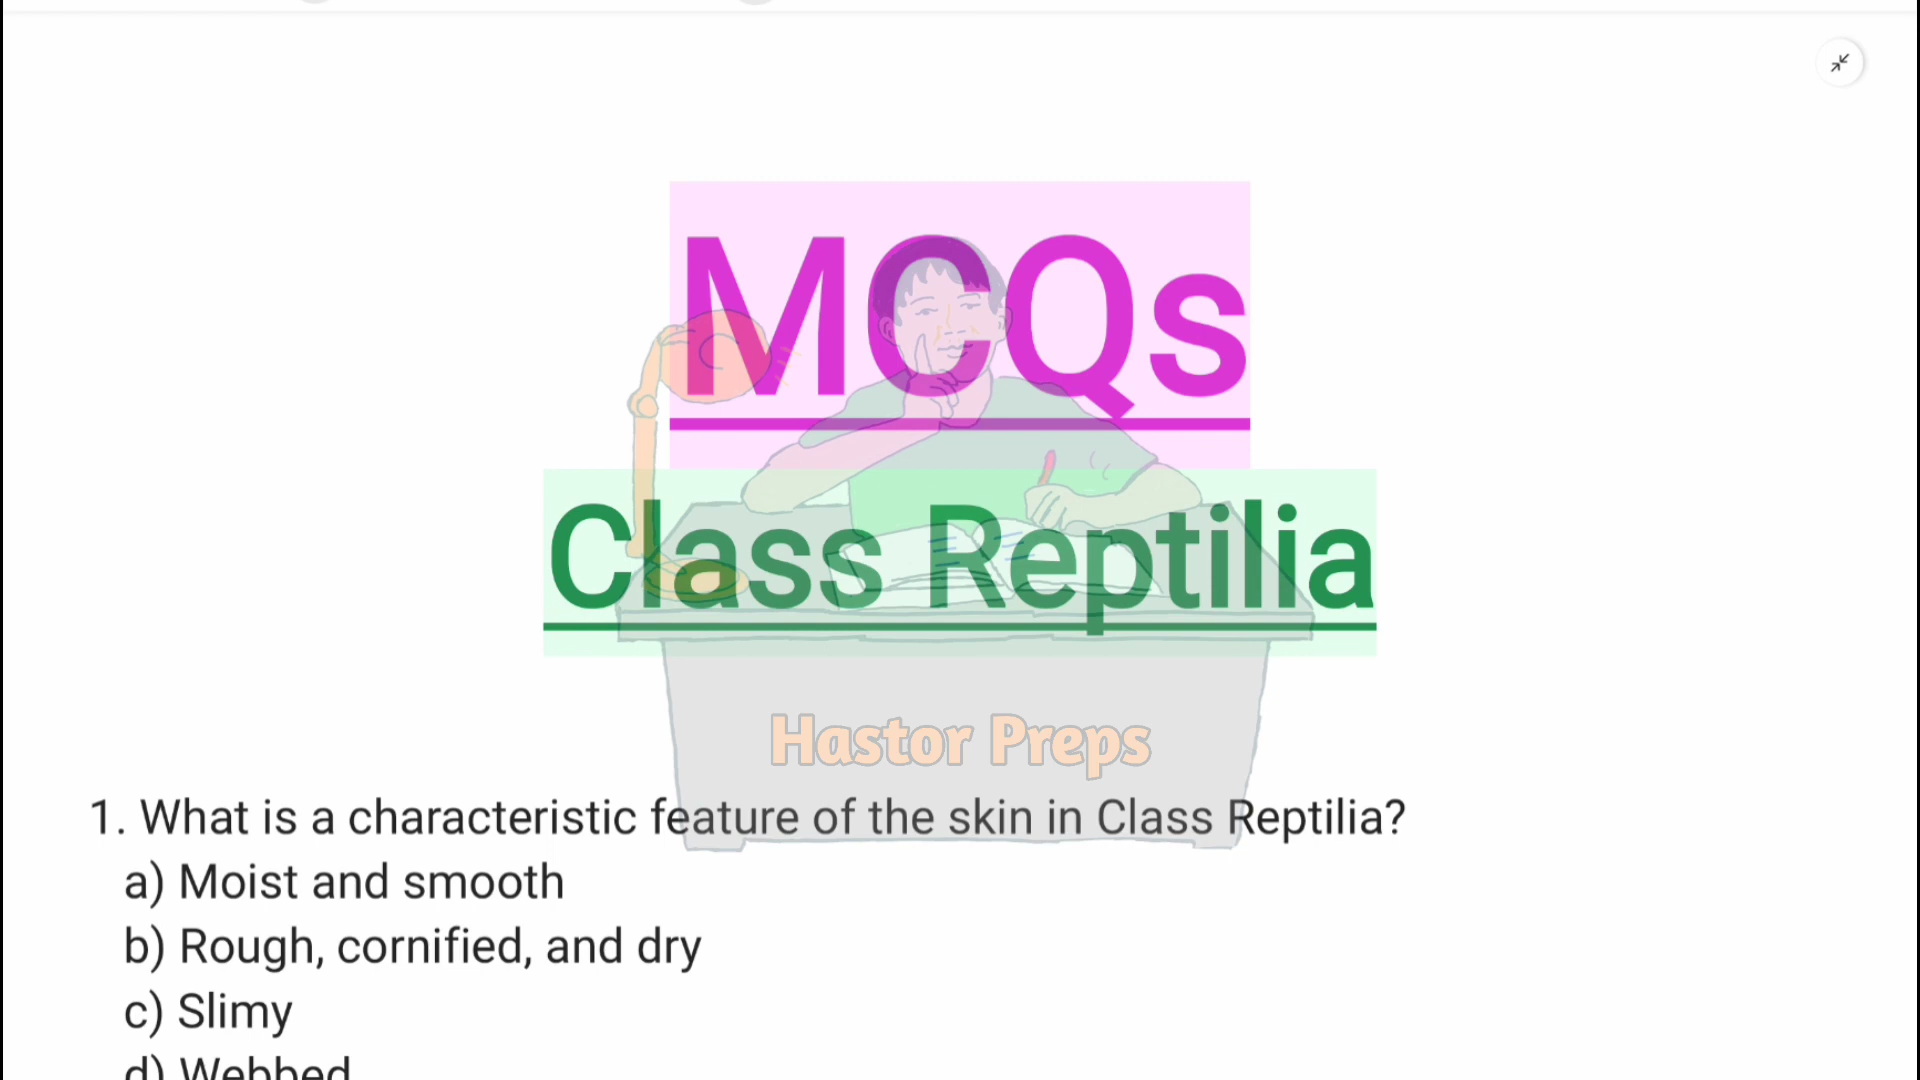 MCQs
Class Reptilia
Hastor Preps
1. What is a characteristic feature of the skin in Class Reptilia?
a) Moist and smooth
b) Rough, cornified, and dry
c) Slimy
d) Webbed